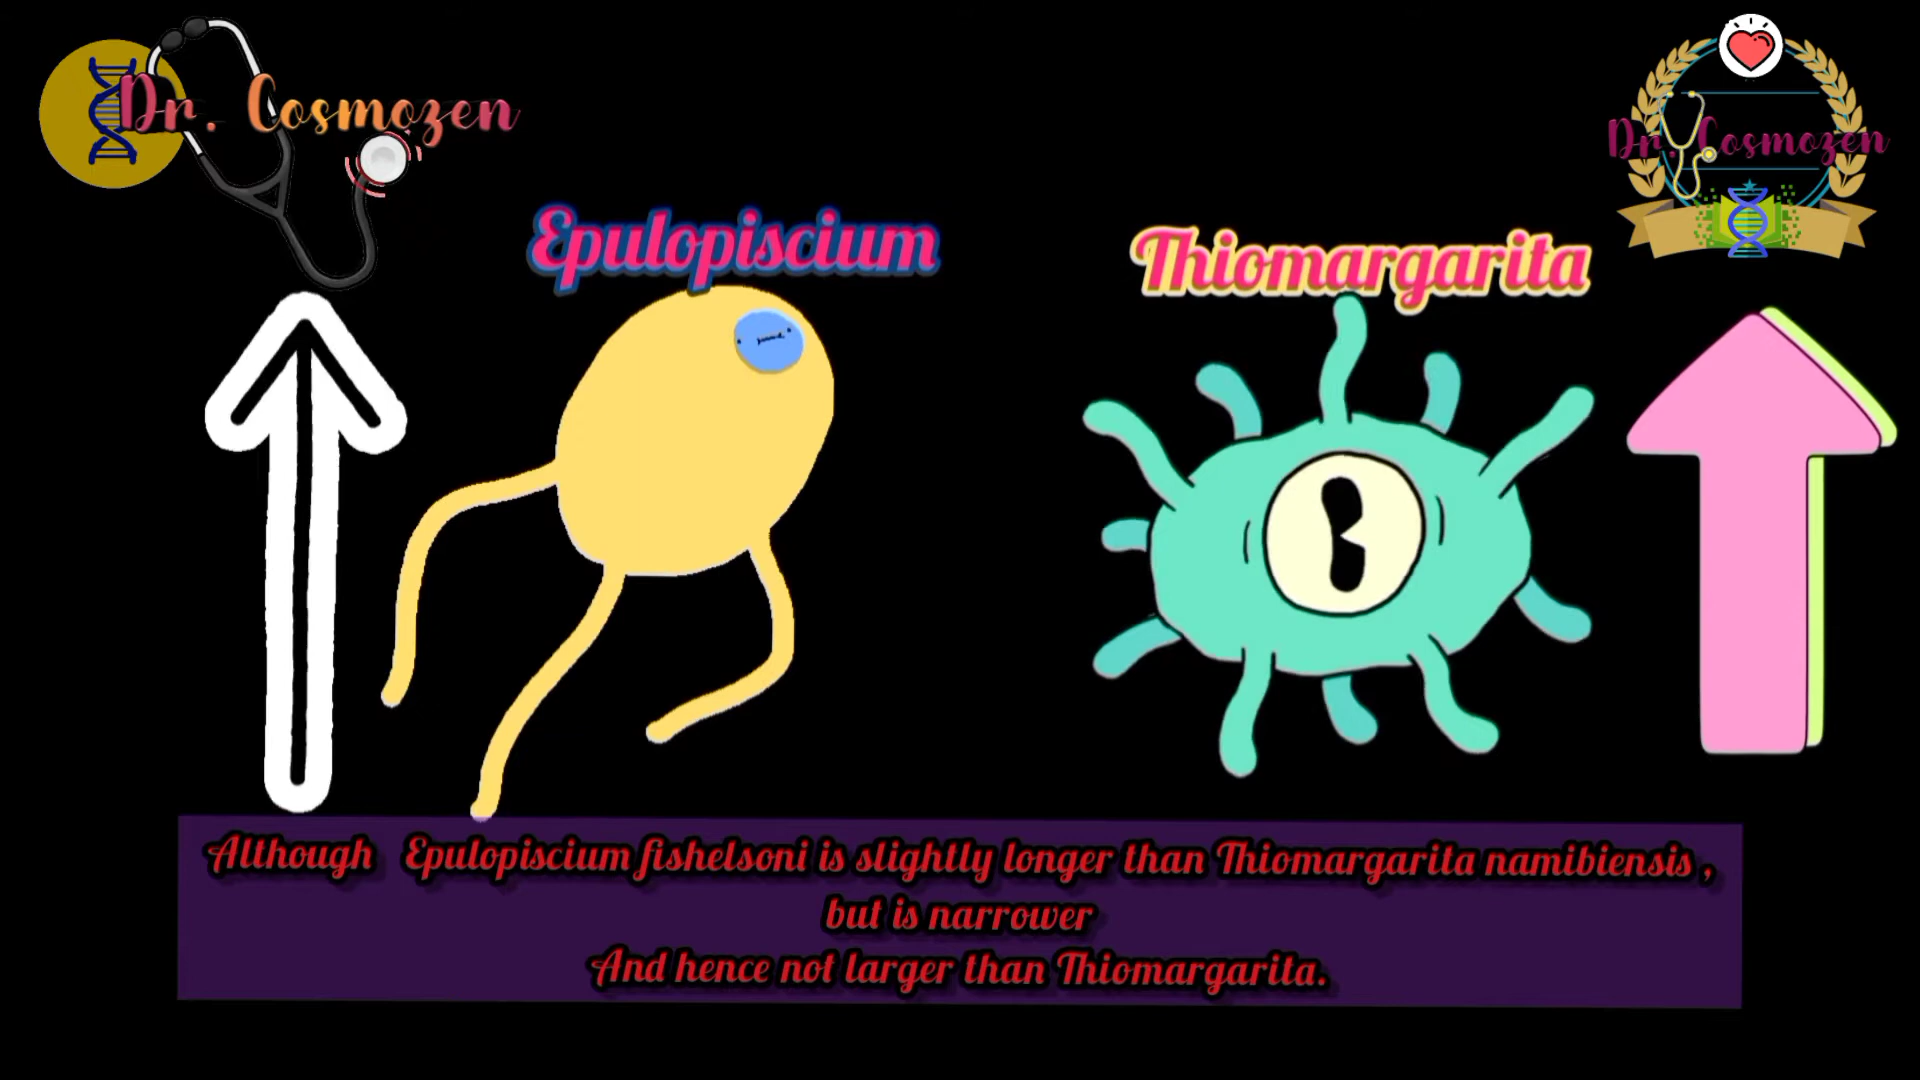 Dr. Cosmozen
Dr. Cosmozen
Epulopiscium
Thiomargarita
Although Epulopiscium fishelsoni is slightly longer than Thiomargarita namibiensis ,
but is narrower
And hence not larger than Thiomargarita.